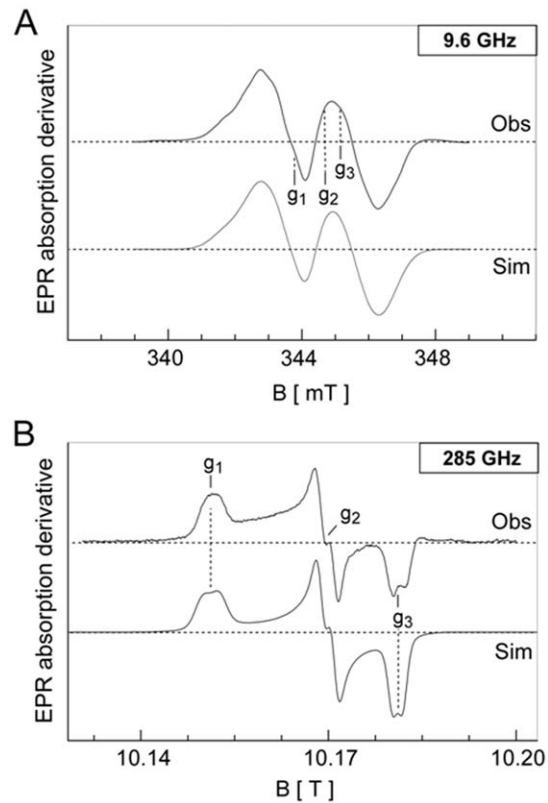 A
9.6 GHz
EPR absorption derivative
Obs
g1 g2 g3
Sim
340 344 348
B [ mT ]
B
285 GHz
EPR absorption derivative
g1
g2
Obs
g3
Sim
10.14 10.17 10.20
B [ T ]